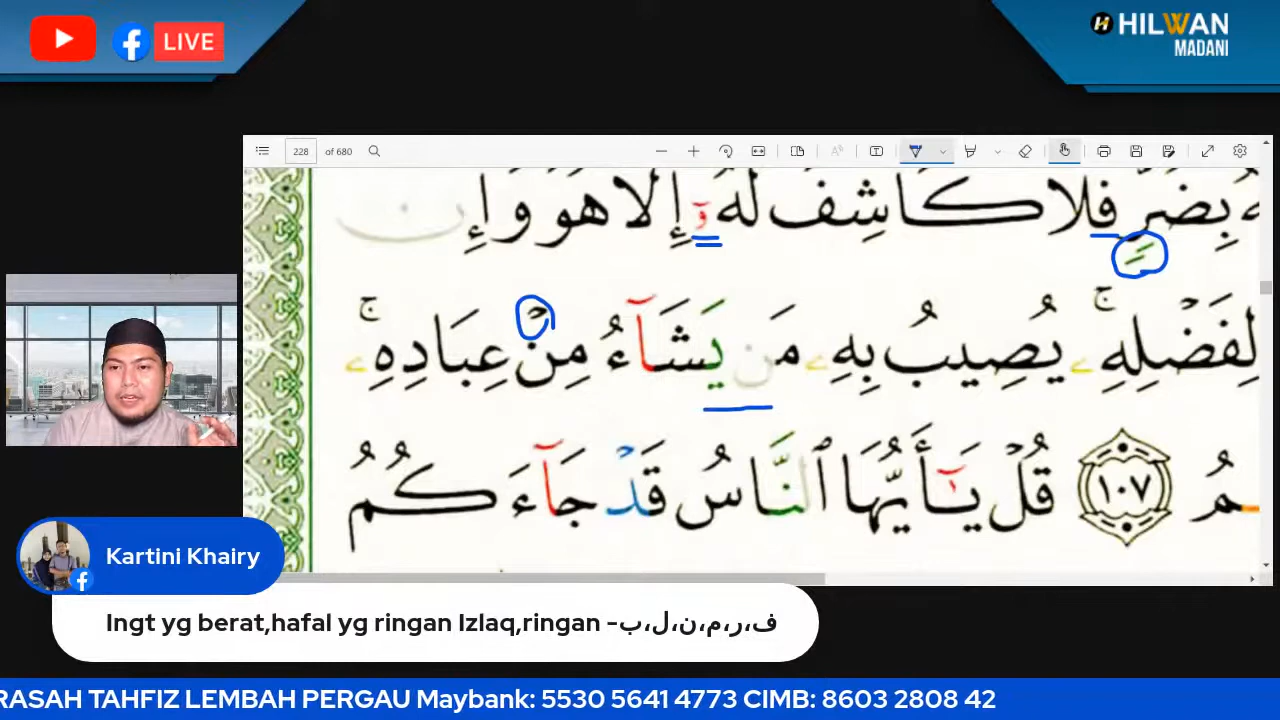 LIVE
HILWAN
MADANI
228 of 680
بِضُرٍّ فَلَا كَاشِفَ لَهُۥٓ إِلَّا هُوَ وَإِن
لِفَضْلِهِۦ ۚ يُصِيبُ بِهِۦ مَن يَشَآءُ مِنْ عِبَادِهِۦ ۚ
١٠٧ قُلْ يَـٰٓأَيُّهَا ٱلنَّاسُ قَدْ جَآءَكُمُ
Kartini Khairy
Ingt yg berat,hafal yg ringan Izlaq,ringan -ف،ر،م،ن،ل،ب
RASAH TAHFIZ LEMBAH PERGAU Maybank: 5530 5641 4773 CIMB: 8603 2808 42